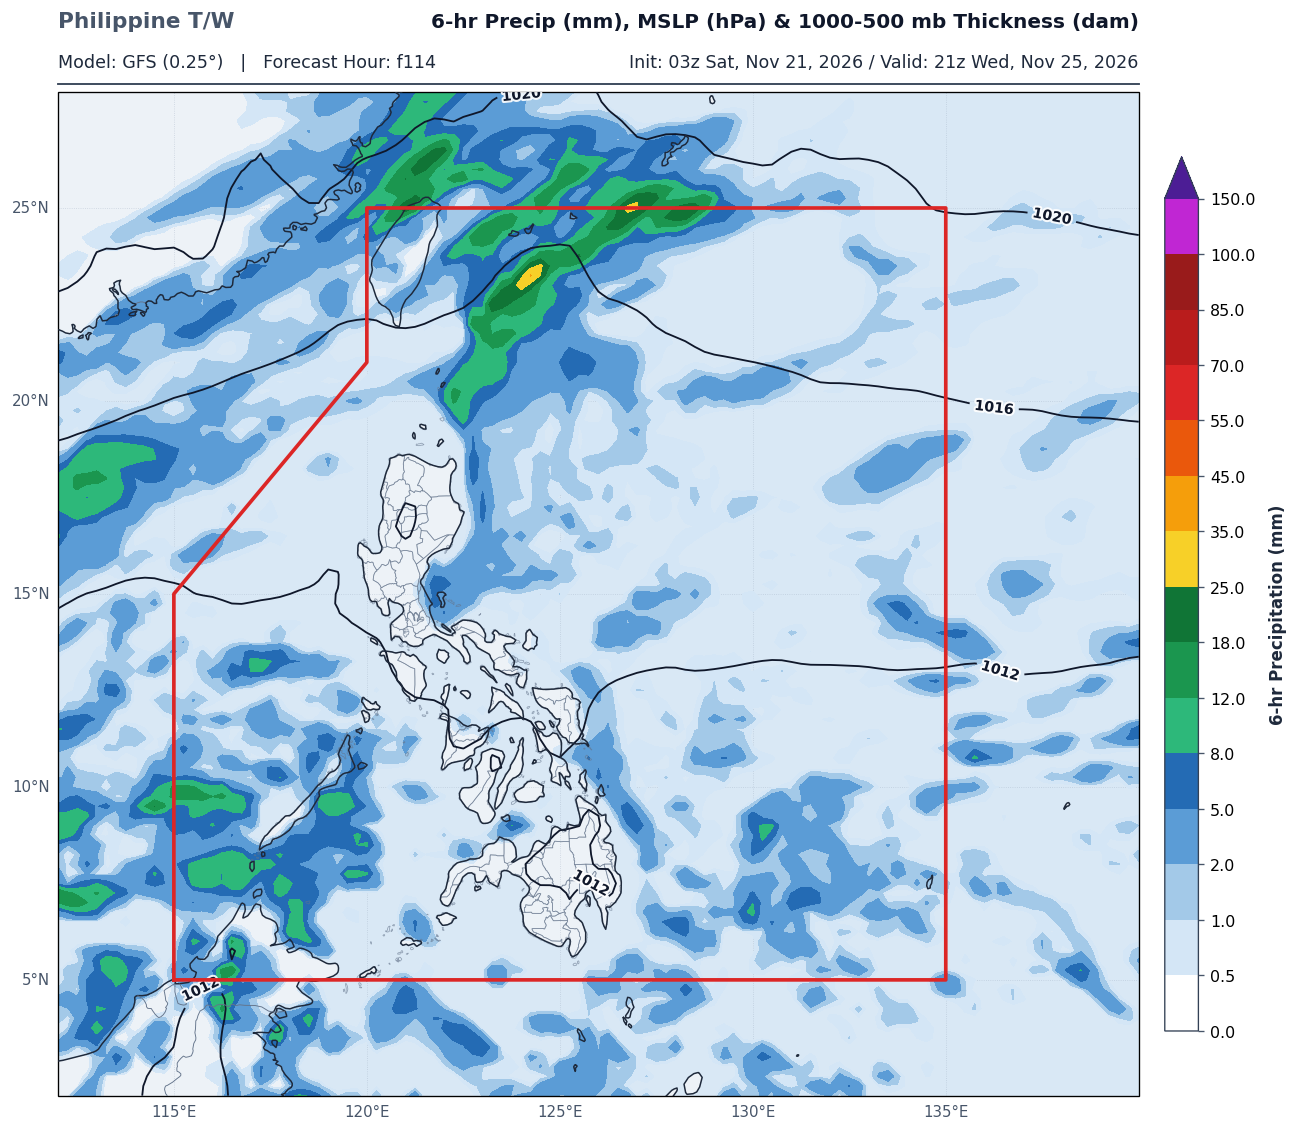 Philippine T/W
6-hr Precip (mm), MSLP (hPa) & 1000-500 mb Thickness (dam)
Model: GFS (0.25°) | Forecast Hour: f114
Init: 03z Sat, Nov 21, 2026 / Valid: 21z Wed, Nov 25, 2026
1020
150.0
25°N
1020
100.0
85.0
70.0
20°N
1016
55.0
45.0
35.0
15°N
25.0
18.0
1012
12.0
8.0
10°N
5.0
2.0
1012
1.0
5°N
1012
0.5
0.0
6-hr Precipitation (mm)
115°E
120°E
125°E
130°E
135°E